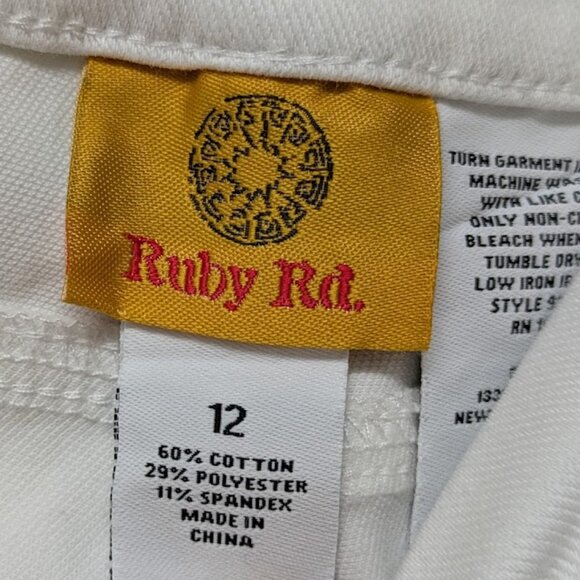 Ruby Rd.
12
60% COTTON
29% POLYESTER
11% SPANDEX
MADE IN
CHINA
TURN GARMENT
MACHINE
WITH LIKE
ONLY NON-
BLEACH WHEN
TUMBLE DRY
LOW IRON
STYLE
RN